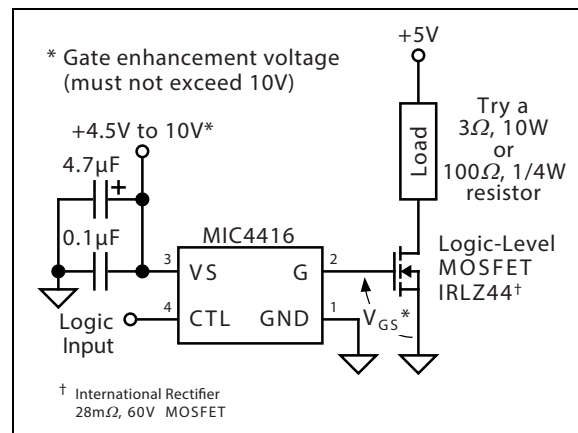 * Gate enhancement voltage
(must not exceed 10V)
+5V
+4.5V to 10V*
4.7µF
+
0.1µF
Load
Try a
3Ω, 10W
or
100Ω, 1/4W
resistor
MIC4416
3
VS
G
2
4
CTL
GND
1
Logic
Input
Logic-Level
MOSFET
IRLZ44†
VGS*
† International Rectifier
28mΩ, 60V MOSFET